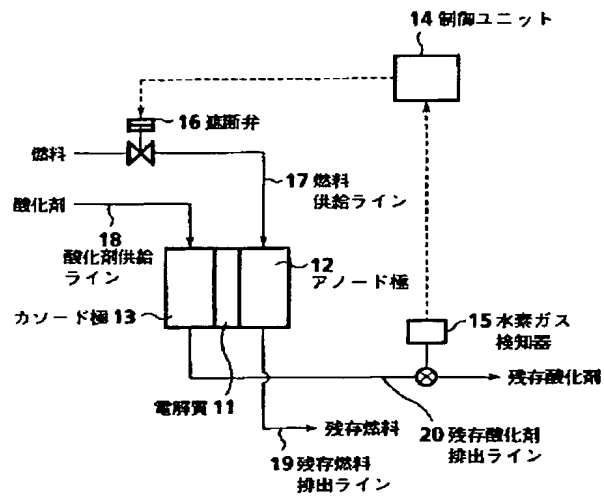 14 制御ユニット
16 遮断弁
燃料
17 燃料
供給ライン
酸化剤
18
酸化剤供給
ライン
12
アノード極
カソード極 13
15 水素ガス
検知器
残存酸化剤
電解質 11
残存燃料
20 残存酸化剤
排出ライン
19 残存燃料
排出ライン